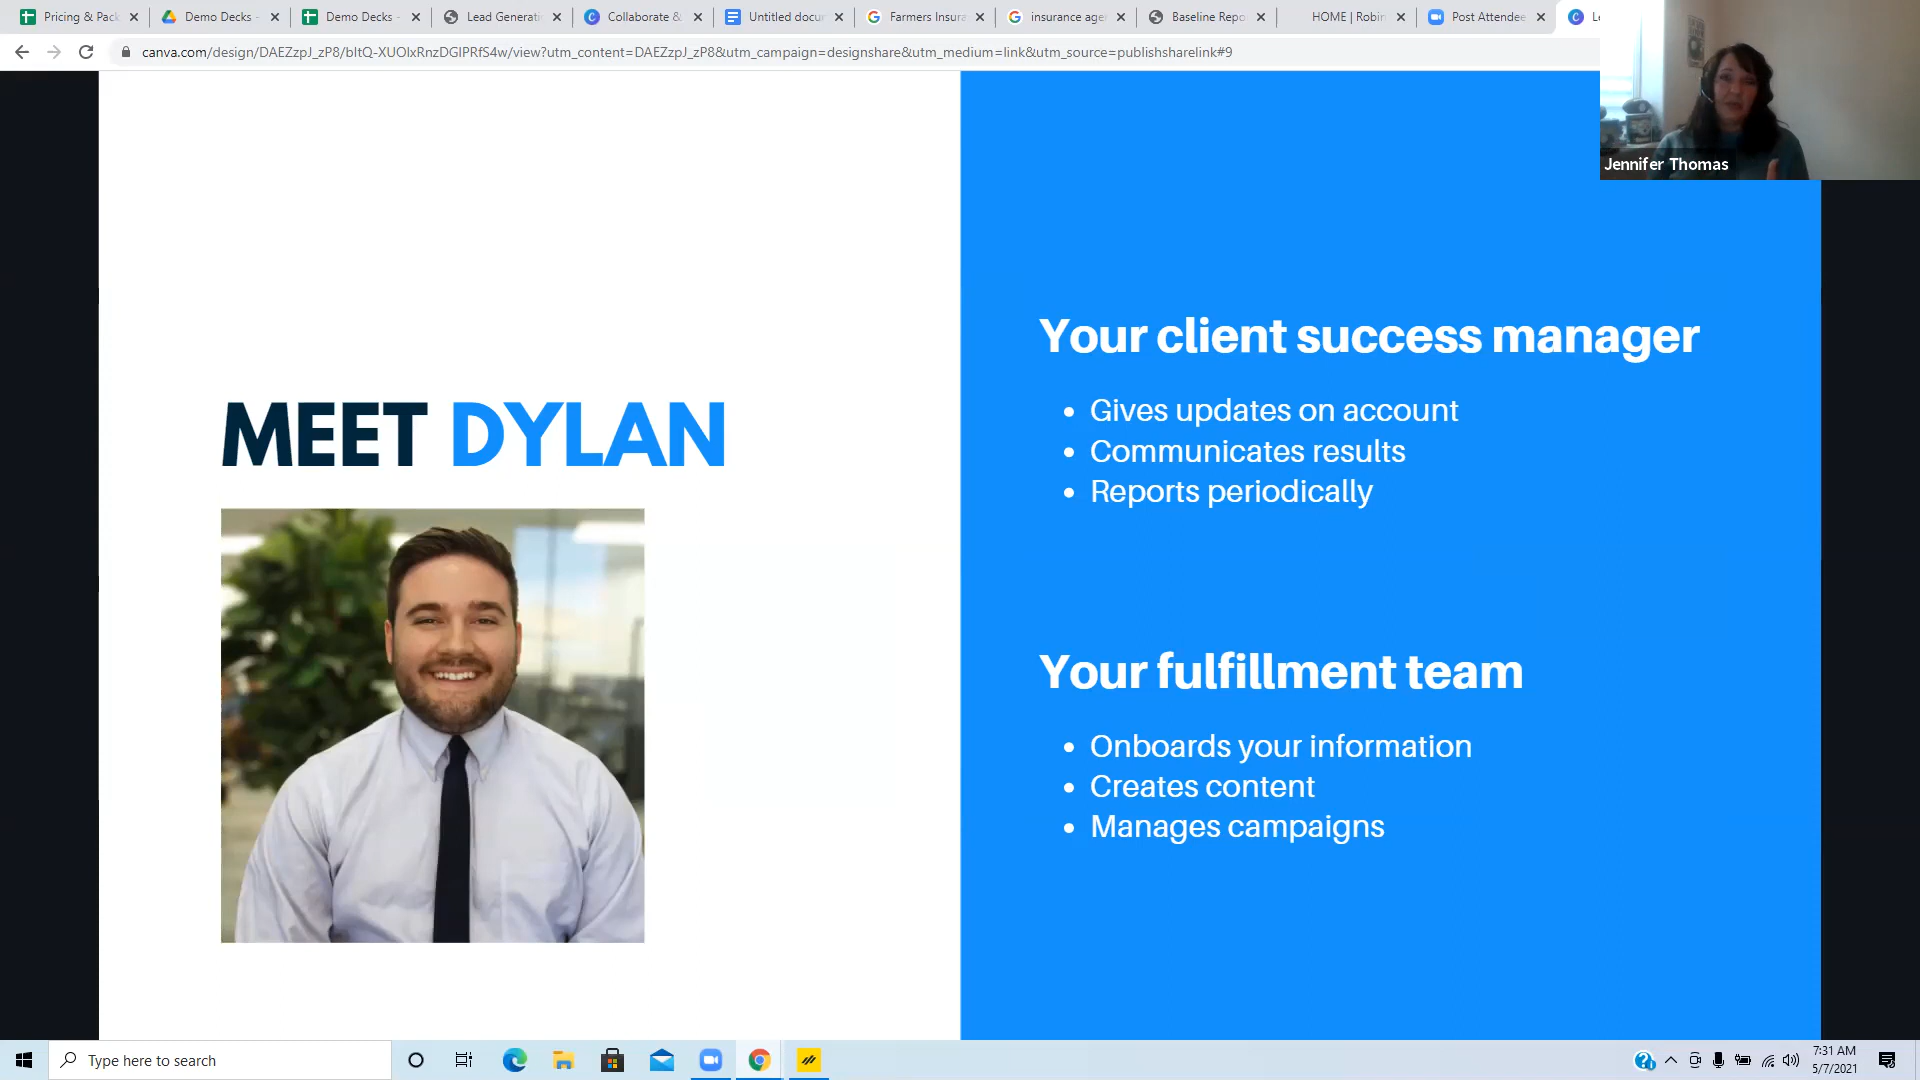 Pricing & Pack
Demo Decks -
Demo Decks -
Lead Generati
Collaborate &
Untitled docu
Farmers Insura
insurance age
Baseline Repo
HOME | Robin
Post Attendee
canva.com/design/DAEZzpJ_zP8/bItQ-XUOIxRnzDGIPRfS4w/view?utm_content=DAEZzpJ_zP8&utm_campaign=designshare&utm_medium=link&utm_source=publishsharelink#9
Jennifer Thomas
MEET DYLAN
Your client success manager
• Gives updates on account
• Communicates results
• Reports periodically
Your fulfillment team
• Onboards your information
• Creates content
• Manages campaigns
Type here to search
7:31 AM
5/7/2021